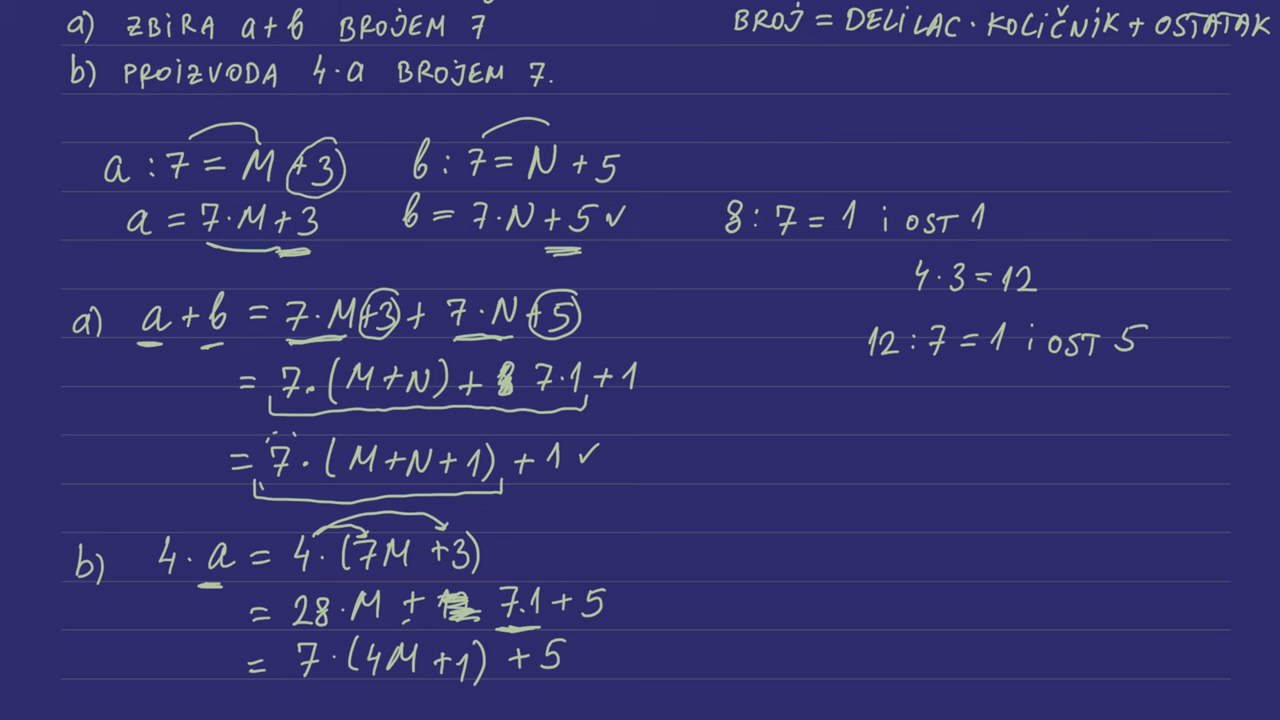 a) ZBIRA a+b BROJEM 7
BROJ = DELILAC · KOLIČNIK + OSTATAK
b) PROIZVODA 4·a BROJEM 7.
a : 7 = M +3
b : 7 = N + 5
a = 7·M+3
b = 7·N+5 ✓
8 : 7 = 1 i OST 1
4·3=12
12 : 7 = 1 i OST 5
a) a+b = 7·M+3+ 7·N+5
= 7·(M+N)+ 7·1+1
= 7·(M+N+1) +1 ✓
b) 4·a = 4·(7M +3)
= 28·M + 7.1+5
= 7·(4M+1) +5